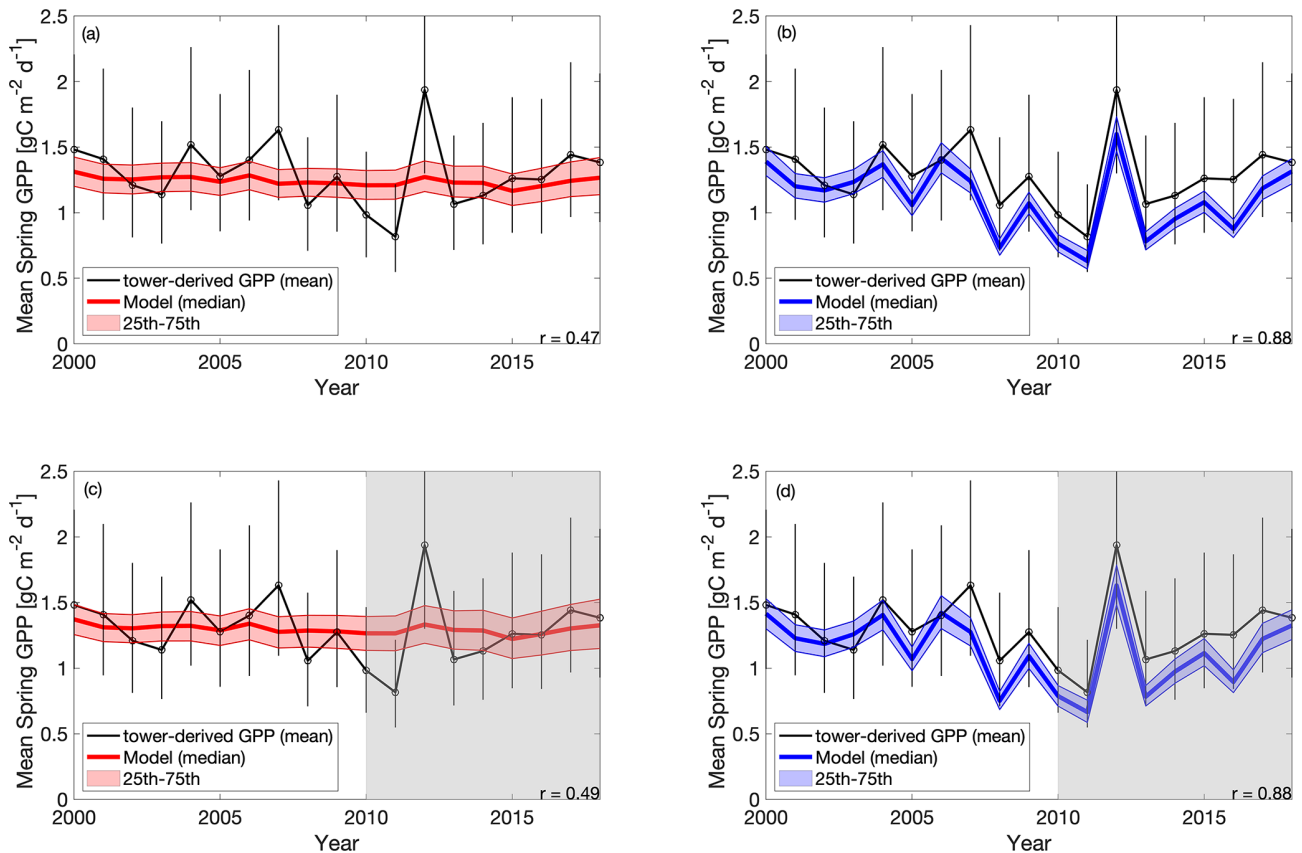 (a)
2.5
2
1.5
1
0.5
0
Mean Spring GPP [gC m⁻² d⁻¹]
tower-derived GPP (mean)
Model (median)
25th-75th
r = 0.47
2000 2005 2010 2015
Year
(b)
2.5
2
1.5
1
0.5
0
Mean Spring GPP [gC m⁻² d⁻¹]
tower-derived GPP (mean)
Model (median)
25th-75th
r = 0.88
2000 2005 2010 2015
Year
(c)
2.5
2
1.5
1
0.5
0
Mean Spring GPP [gC m⁻² d⁻¹]
tower-derived GPP (mean)
Model (median)
25th-75th
r = 0.49
2000 2005 2010 2015
Year
(d)
2.5
2
1.5
1
0.5
0
Mean Spring GPP [gC m⁻² d⁻¹]
tower-derived GPP (mean)
Model (median)
25th-75th
r = 0.88
2000 2005 2010 2015
Year